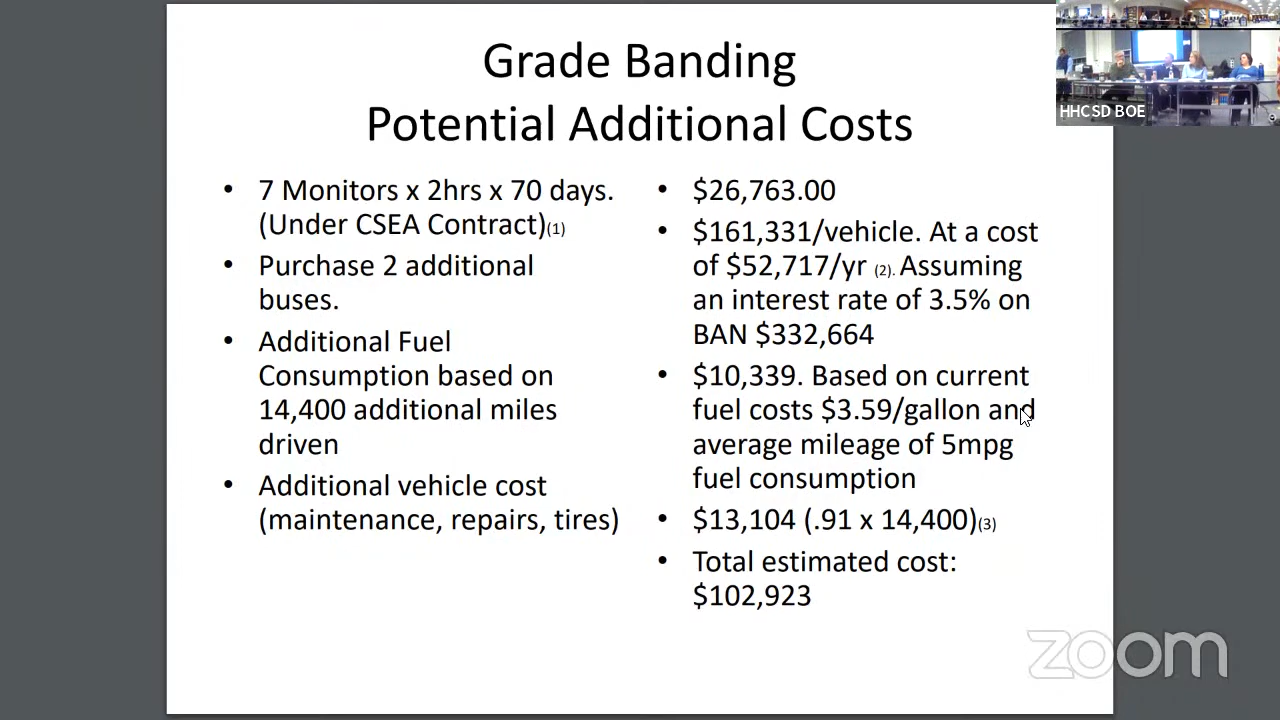 Grade Banding
Potential Additional Costs
• 7 Monitors x 2hrs x 70 days.
(Under CSEA Contract)(1)
• Purchase 2 additional
buses.
• Additional Fuel
Consumption based on
14,400 additional miles
driven
• Additional vehicle cost
(maintenance, repairs, tires)
• $26,763.00
• $161,331/vehicle. At a cost
of $52,717/yr (2). Assuming
an interest rate of 3.5% on
BAN $332,664
• $10,339. Based on current
fuel costs $3.59/gallon and
average mileage of 5mpg
fuel consumption
• $13,104 (.91 x 14,400)(3)
• Total estimated cost:
$102,923
HHCSD BOE
zoom